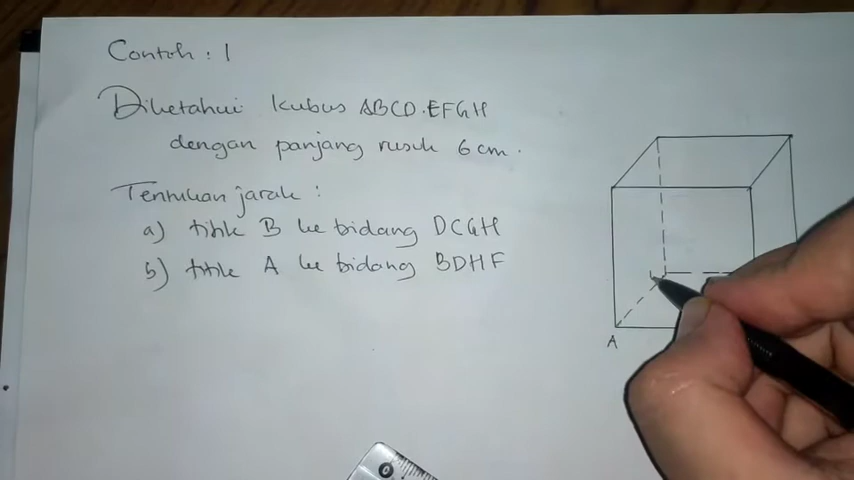 Contoh : 1
Diketahui kubus ABCD.EFGH
dengan panjang rusuk 6 cm.
Tentukan jarak :
a) titik B ke bidang DCGH
b) titik A ke bidang BDHF
A
0